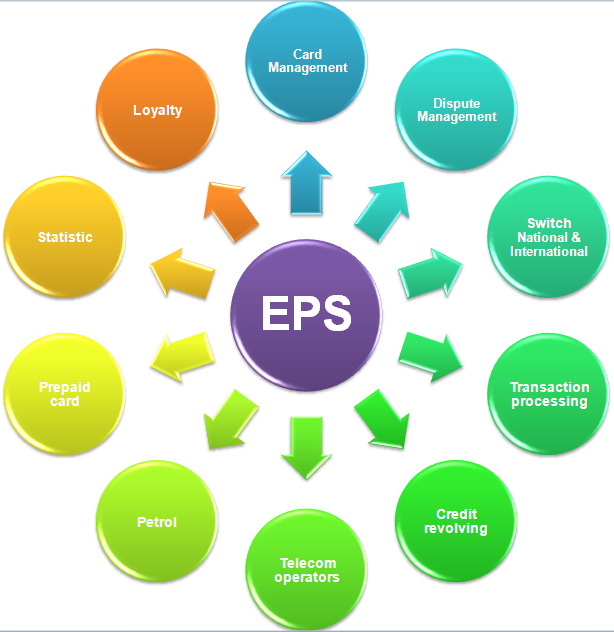 Card
Management
Dispute
Management
Switch
National &
International
Transaction
processing
Credit
revolving
Telecom
operators
Petrol
Prepaid
card
Statistic
Loyalty
EPS